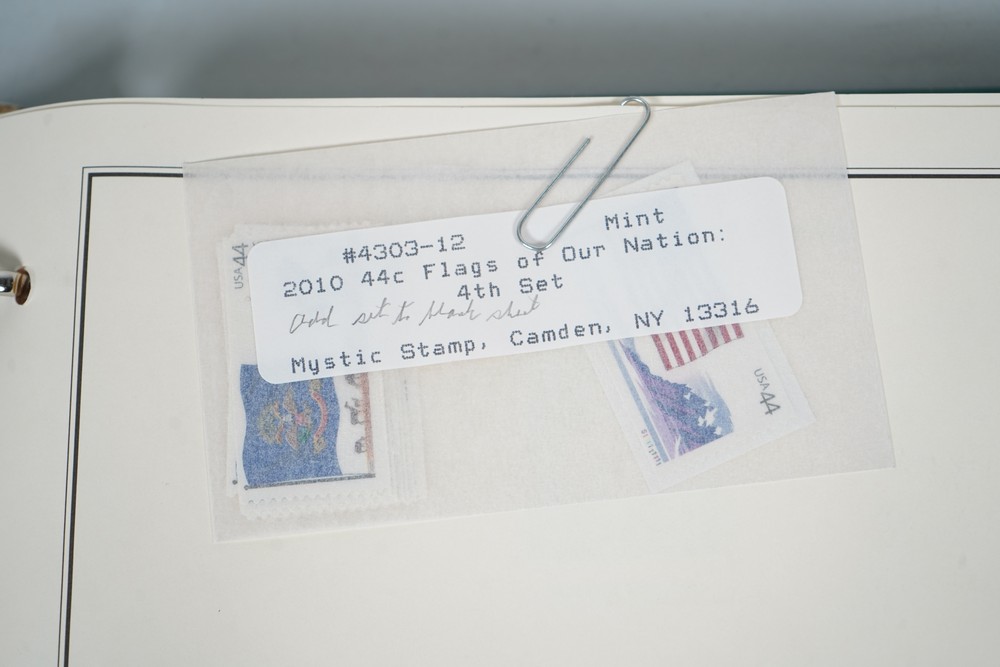 #4303-12 Mint
2010 44c Flags of Our Nation:
4th Set
add set to blank sheet
Mystic Stamp, Camden, NY 13316
USA 44
USA 44